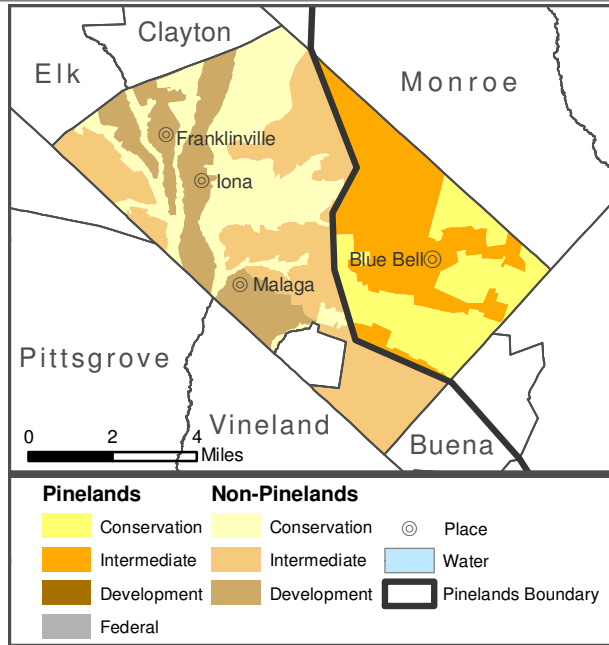 Clayton
Elk
Monroe
Franklinville
Iona
Blue Bell
Malaga
Pittsgrove
Vineland
Buena
0 2 4
Miles
Pinelands Non-Pinelands
Conservation Conservation Place
Intermediate Intermediate Water
Development Development Pinelands Boundary
Federal